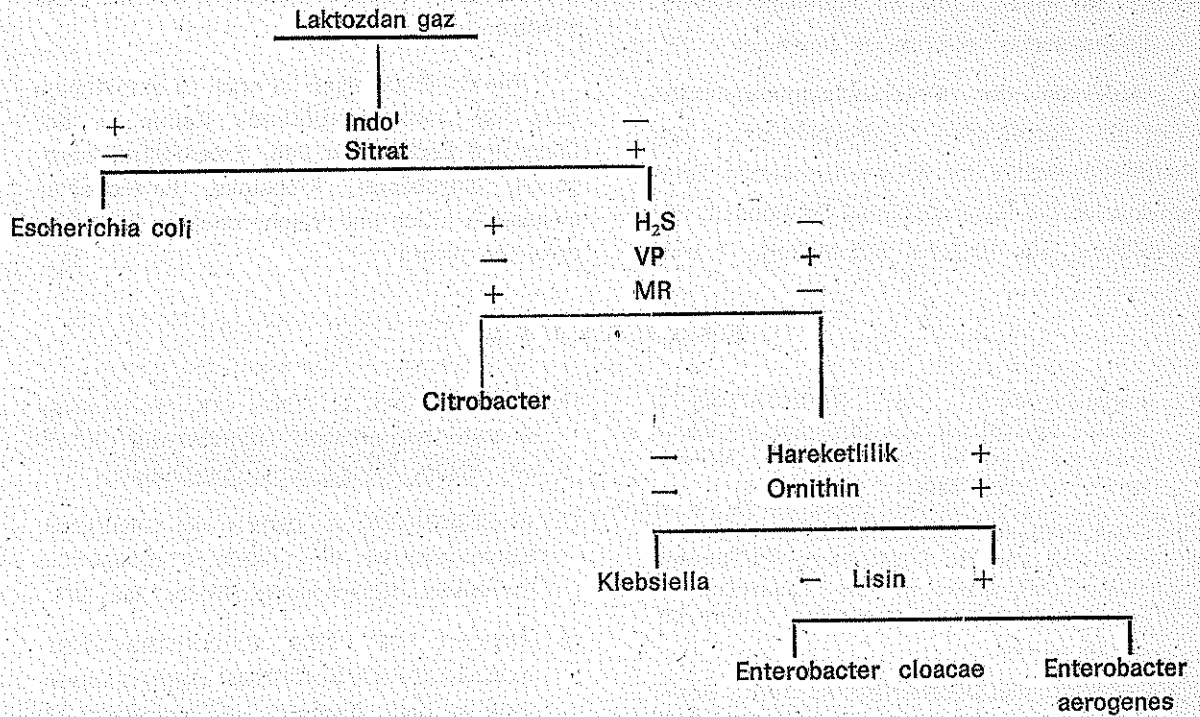 Laktozdan gaz
+ Indol —
— Sitrat +
Escherichia coli
+ H₂S —
— VP +
+ MR —
Citrobacter
— Hareketlilik +
— Ornithin +
Klebsiella
— Lisin +
Enterobacter cloacae
Enterobacter
aerogenes